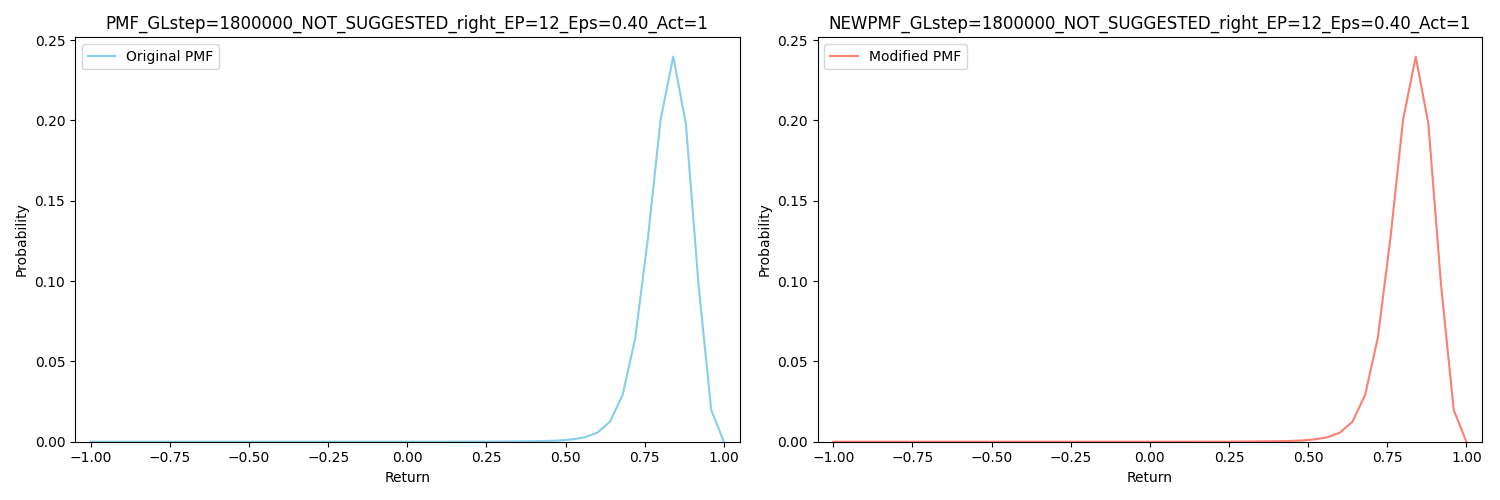 PMF_GLstep=1800000_NOT_SUGGESTED_right_EP=12_Eps=0.40_Act=1
Original PMF
Probability
0.25
0.20
0.15
0.10
0.05
0.00
−1.00 −0.75 −0.50 −0.25 0.00 0.25 0.50 0.75 1.00
Return
NEWPMF_GLstep=1800000_NOT_SUGGESTED_right_EP=12_Eps=0.40_Act=1
Modified PMF
Probability
0.25
0.20
0.15
0.10
0.05
0.00
−1.00 −0.75 −0.50 −0.25 0.00 0.25 0.50 0.75 1.00
Return